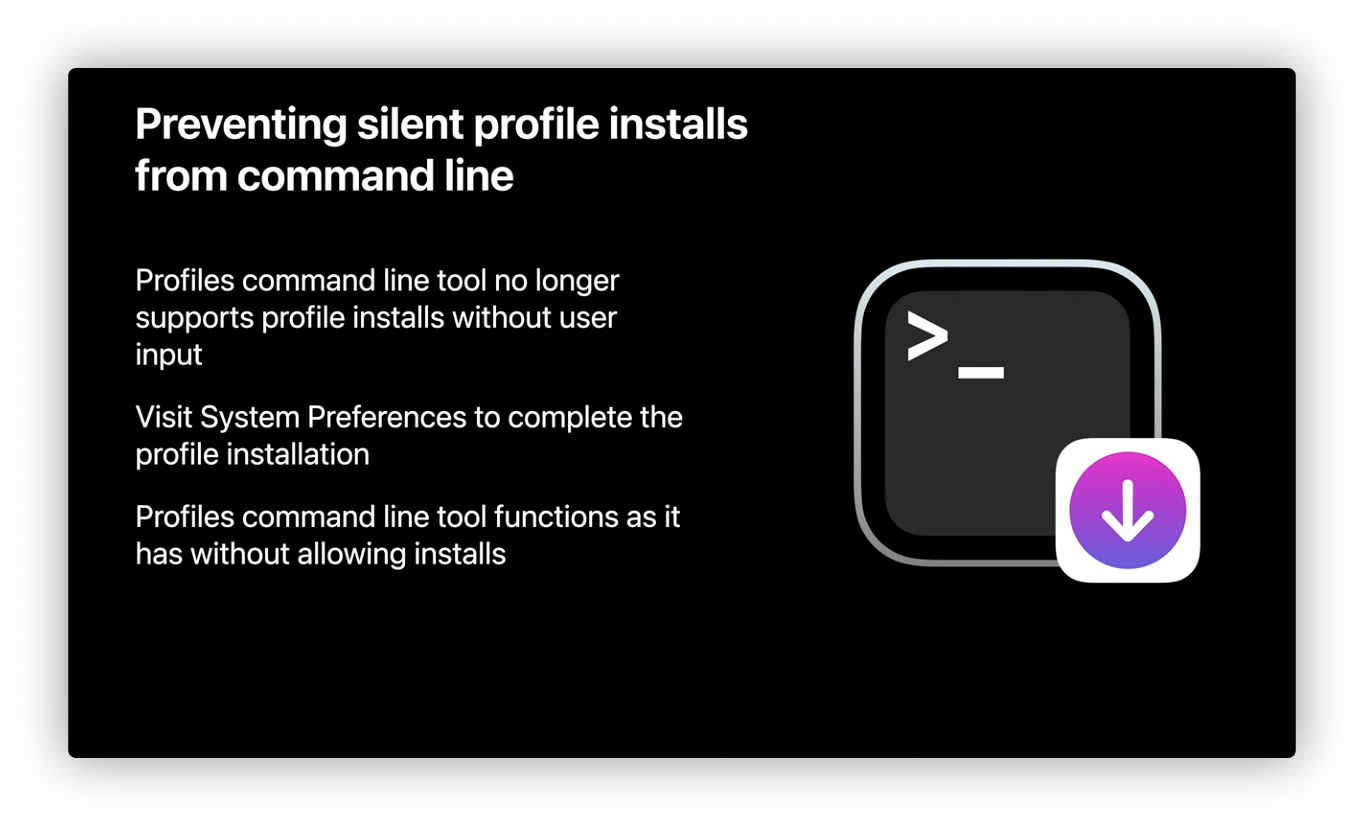 Preventing silent profile installs
from command line
Profiles command line tool no longer
supports profile installs without user
input
Visit System Preferences to complete the
profile installation
Profiles command line tool functions as it
has without allowing installs
>_